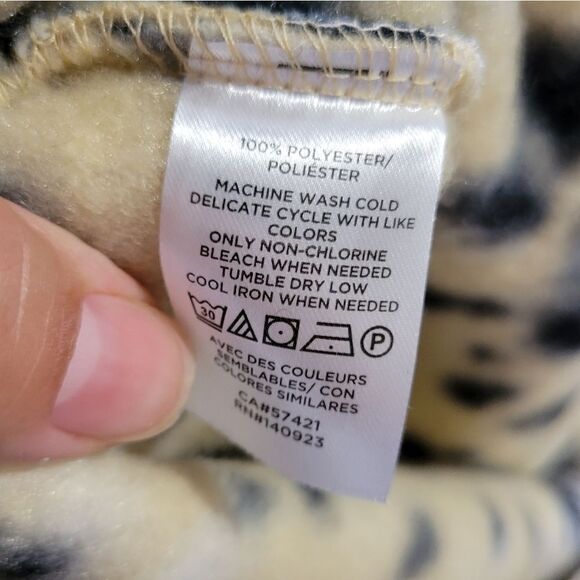 100% POLYESTER/
POLIÉSTER
MACHINE WASH COLD
DELICATE CYCLE WITH LIKE
COLORS
ONLY NON-CHLORINE
BLEACH WHEN NEEDED
TUMBLE DRY LOW
COOL IRON WHEN NEEDED
30 P
AVEC DES COULEURS
SEMBLABLES/ CON
COLORES SIMILARES
CA#57421
RN#140923